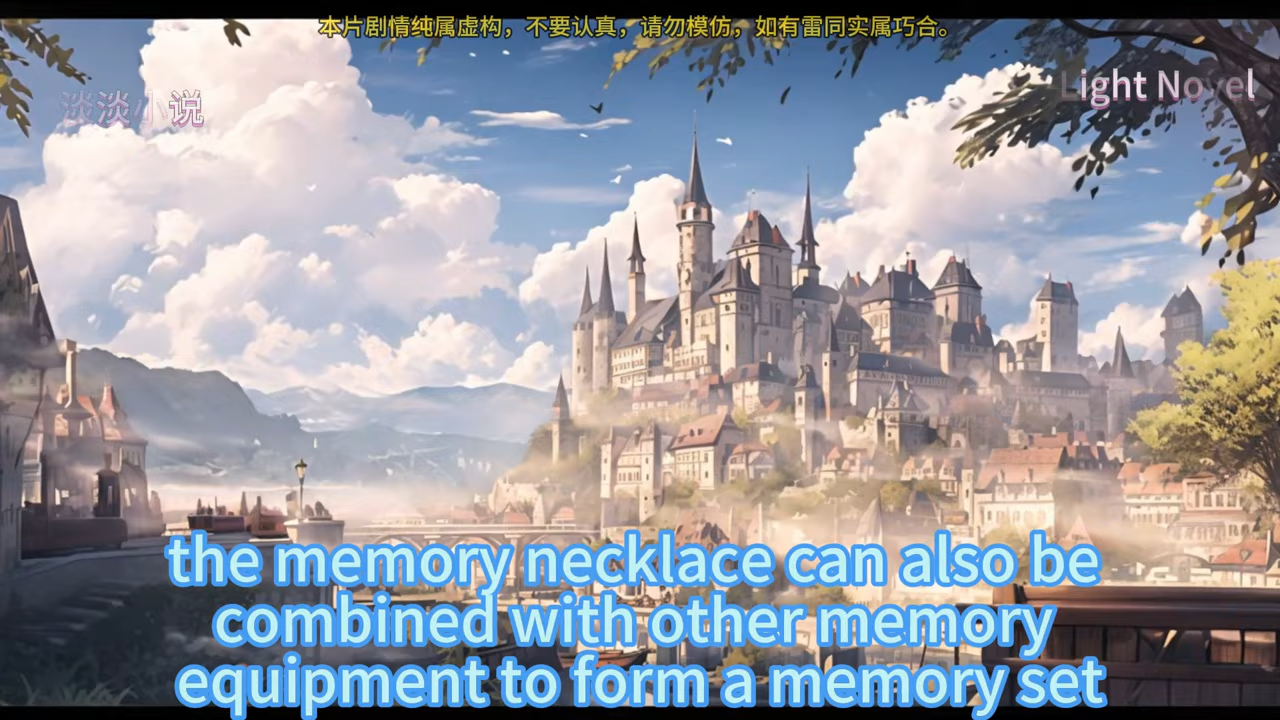 本片剧情纯属虚构，不要认真，请勿模仿，如有雷同实属巧合。
淡淡小说
Light Novel
the memory necklace can also be
combined with other memory
equipment to form a memory set